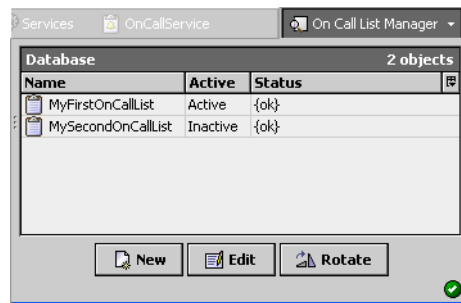 Services OnCallService On Call List Manager
Database 2 objects
Name Active Status
MyFirstOnCallList Active {ok}
MySecondOnCallList Inactive {ok}
New Edit Rotate